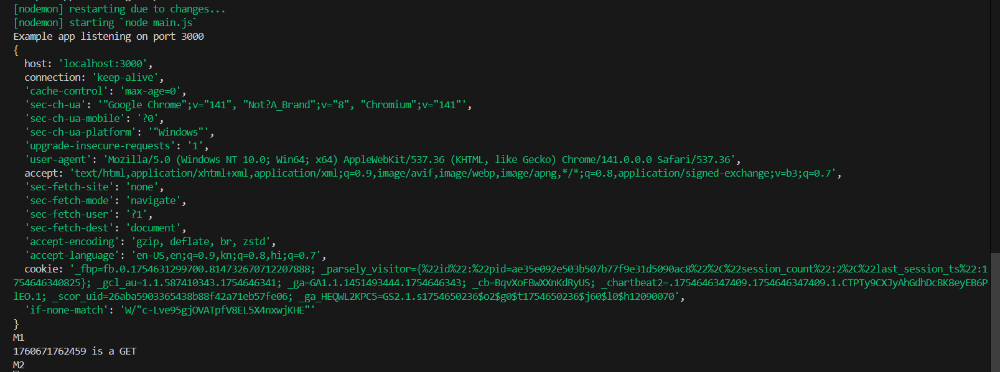 [nodemon] restarting due to changes...
[nodemon] starting `node main.js`
Example app listening on port 3000
{
  host: 'localhost:3000',
  connection: 'keep-alive',
  'cache-control': 'max-age=0',
  'sec-ch-ua': '"Google Chrome";v="141", "Not?A_Brand";v="8", "Chromium";v="141"',
  'sec-ch-ua-mobile': '?0',
  'sec-ch-ua-platform': '"Windows"',
  'upgrade-insecure-requests': '1',
  'user-agent': 'Mozilla/5.0 (Windows NT 10.0; Win64; x64) AppleWebKit/537.36 (KHTML, like Gecko) Chrome/141.0.0.0 Safari/537.36',
  accept: 'text/html,application/xhtml+xml,application/xml;q=0.9,image/avif,image/webp,image/apng,*/*;q=0.8,application/signed-exchange;v=b3;q=0.7',
  'sec-fetch-site': 'none',
  'sec-fetch-mode': 'navigate',
  'sec-fetch-user': '?1',
  'sec-fetch-dest': 'document',
  'accept-encoding': 'gzip, deflate, br, zstd',
  'accept-language': 'en-US,en;q=0.9,kn;q=0.8,hi;q=0.7',
  cookie: '_fbp=fb.0.1754631299700.814732670712207888; _parsely_visitor={%22id%22:%22pid=ae35e092e503b507b77f9e31d5090ac8%22%2C%22session_count%22:2%2C%22last_session_ts%22:1
754646340825}; _gcl_au=1.1.587410343.1754646341; _ga=GA1.1.1451493444.1754646343; _cb=BqvXoFBwXXnKdRyUS; _chartbeat2=.1754646347409.1754646347409.1.CTPTy9CXJyAhGdhDcBK8eyEB6P
lEO.1; _scor_uid=26aba5903365438b88f42a71eb57fe06; _ga_HEQWL2KPC5=GS2.1.s1754650236$o2$g0$t1754650236$j60$l0$h12090070',
  'if-none-match': 'W/"c-Lve95gjOVATpfV8EL5X4nxwjKHE"'
}
M1
1760671762459 is a GET
M2